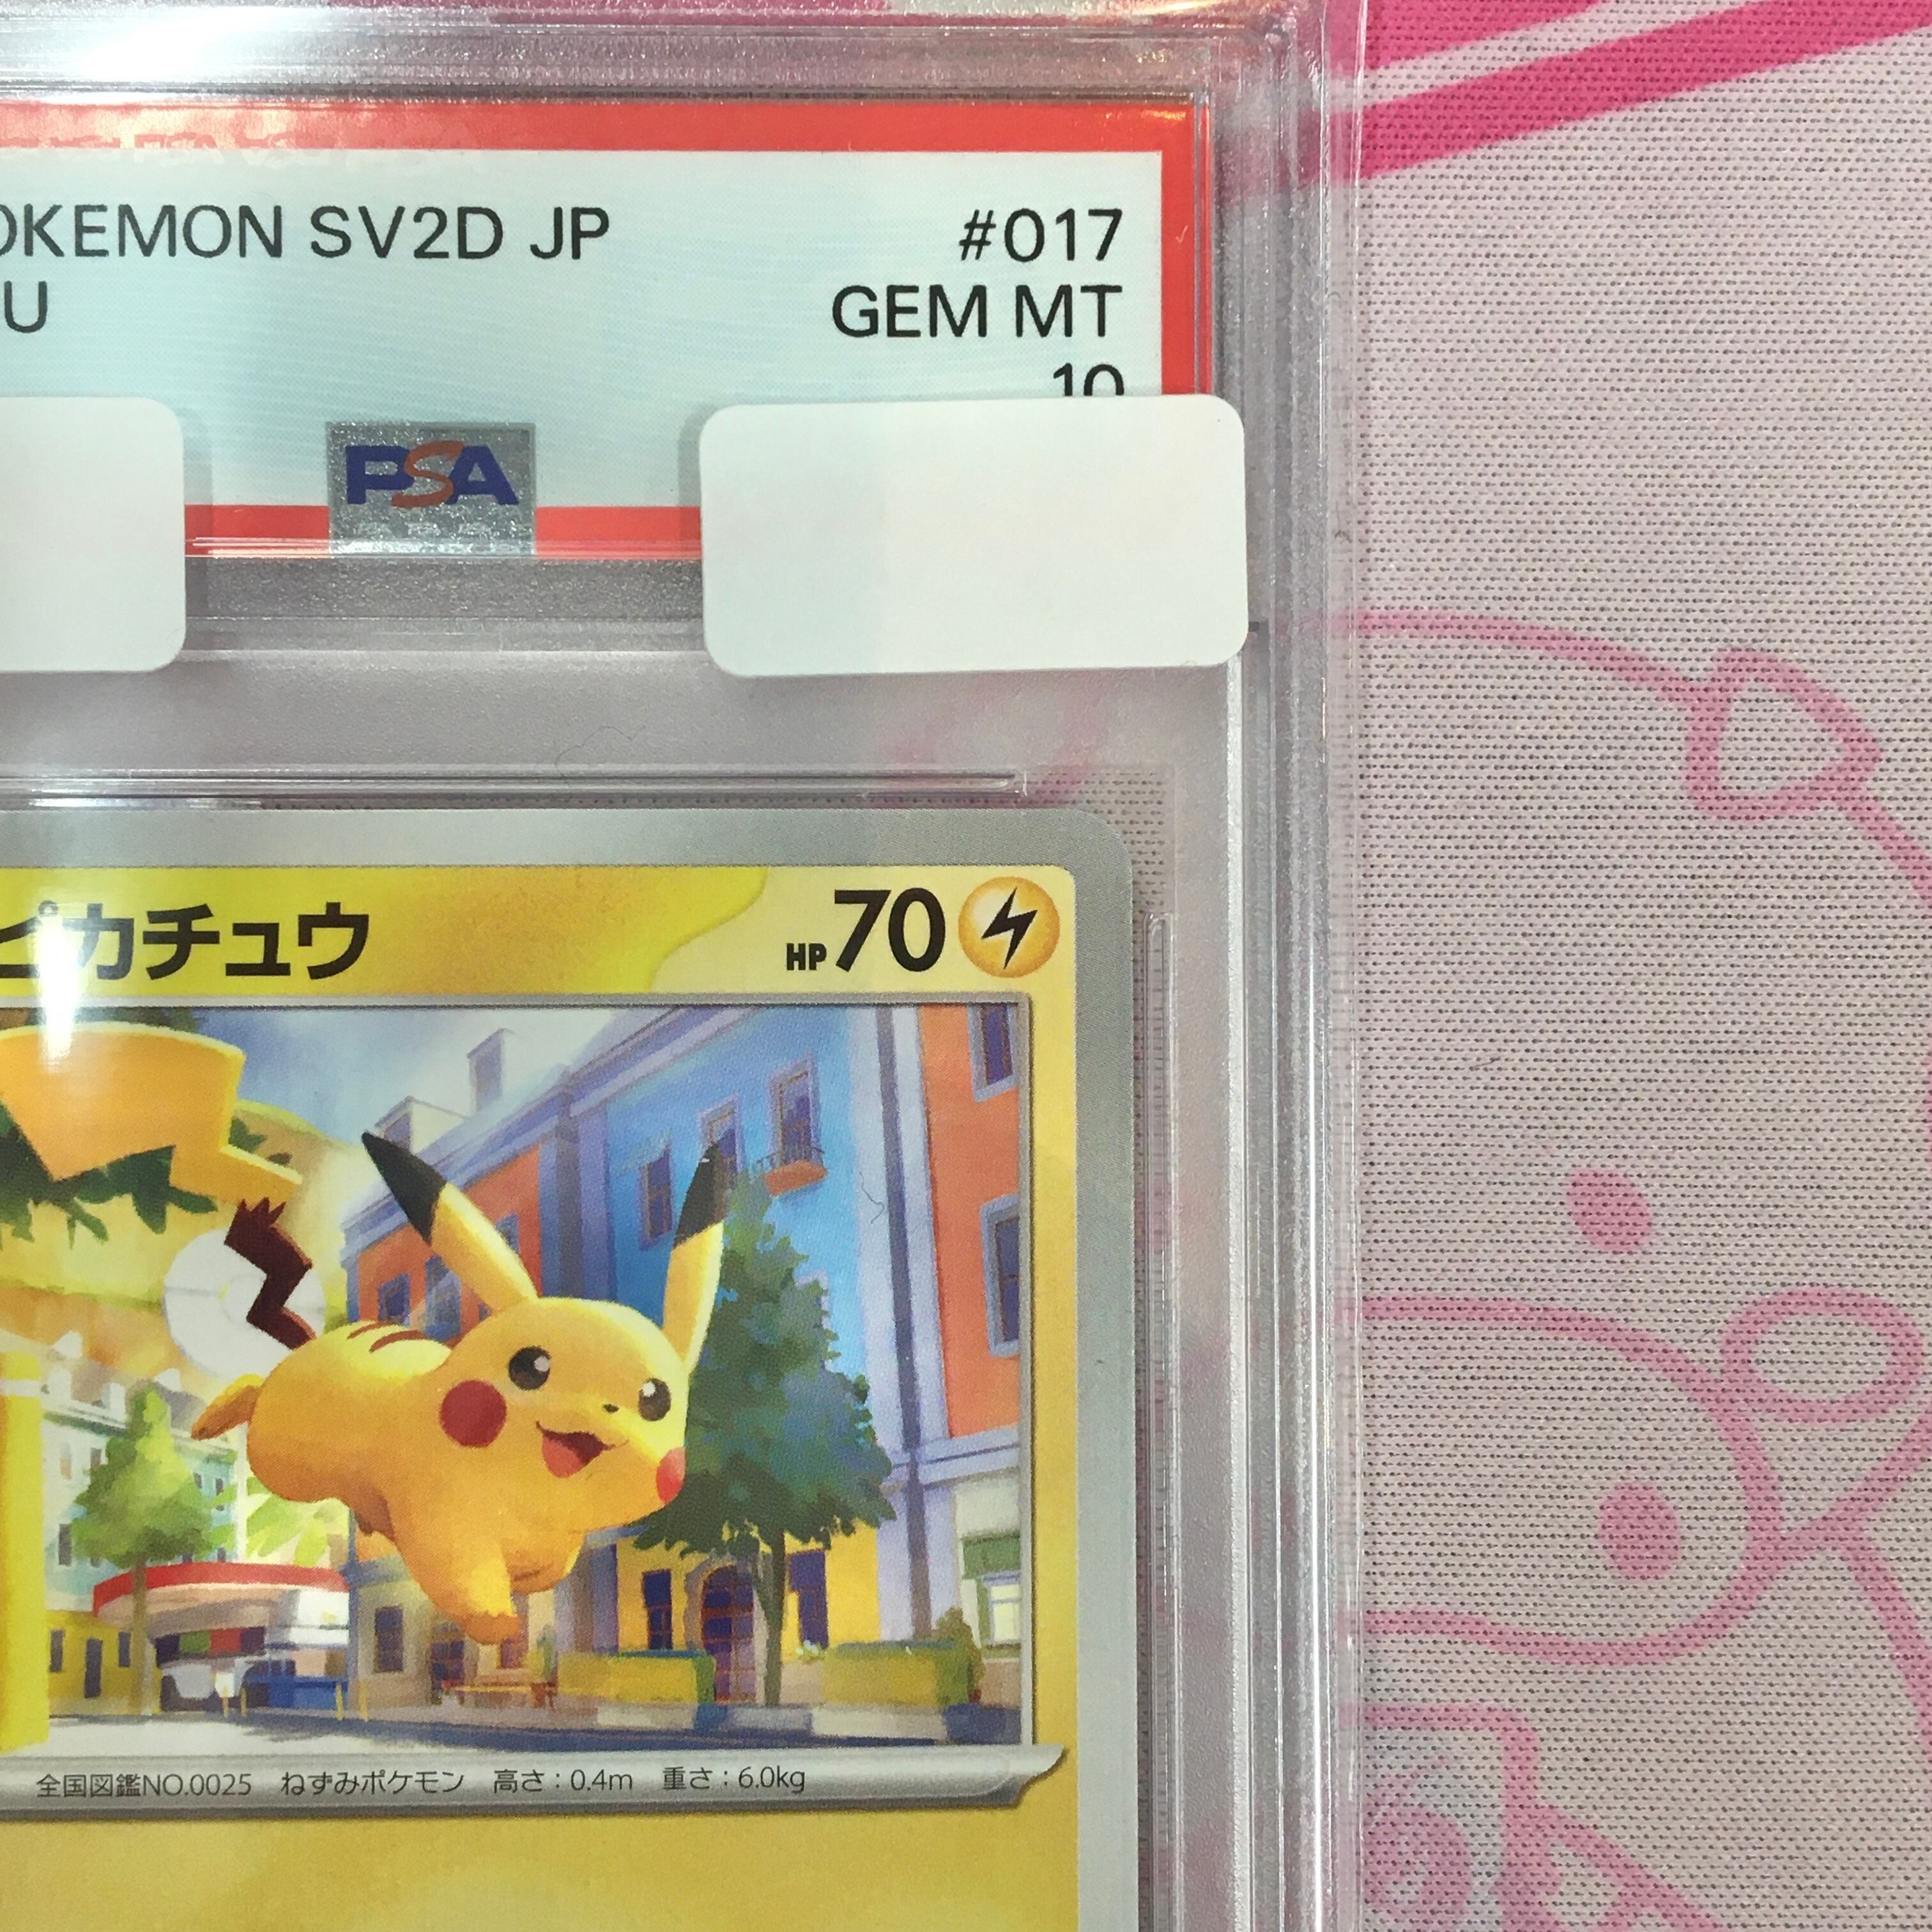 OKEMON SV2D JP #017
U GEM MT
10
PSA
ピカチュウ HP70
全国図鑑NO.0025 ねずみポケモン 高さ:0.4m 重さ:6.0kg